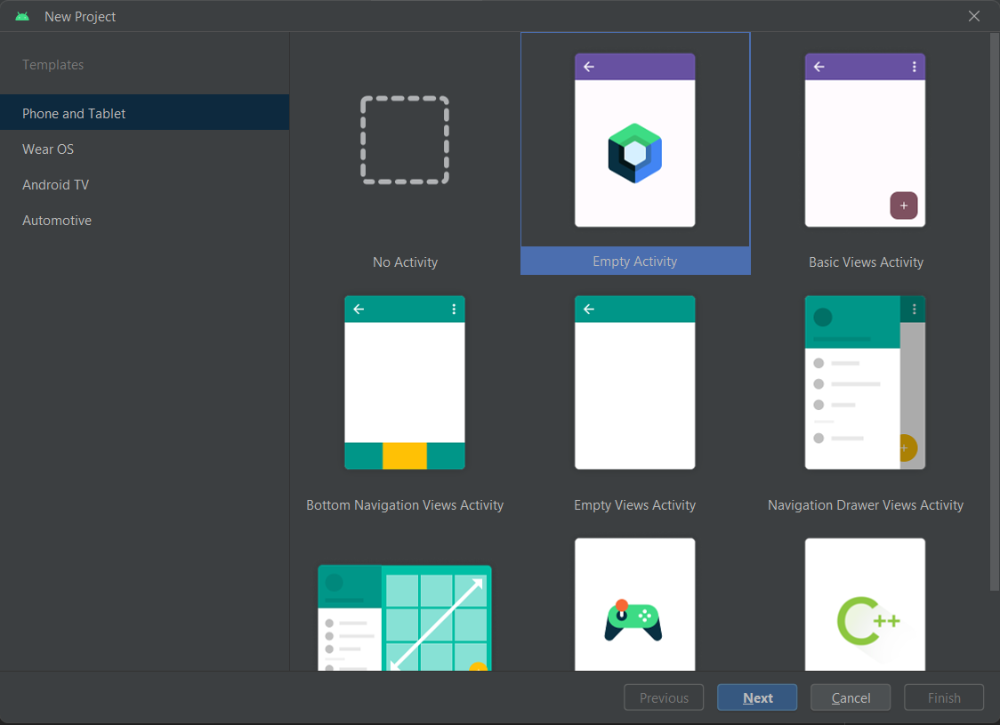 New Project
Templates
Phone and Tablet
Wear OS
Android TV
Automotive
No Activity
Empty Activity
Basic Views Activity
Bottom Navigation Views Activity
Empty Views Activity
Navigation Drawer Views Activity
C++
Previous
Next
Cancel
Finish